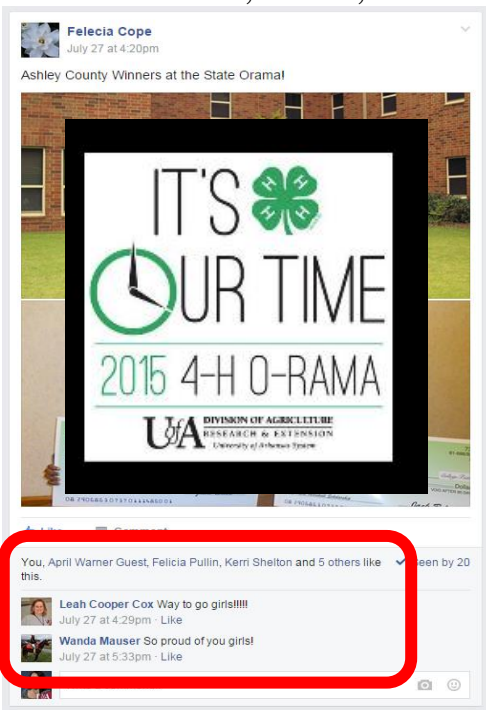 Felecia Cope
July 27 at 4:20pm
Ashley County Winners at the State Orama!
IT'S
H H H H
OUR TIME
2015 4-H O-RAMA
UofA DIVISION OF AGRICULTURE
RESEARCH & EXTENSION
University of Arkansas System
Like Comment
You, April Warner Guest, Felicia Pullin, Kerri Shelton and 5 others like this.
Seen by 20
Leah Cooper Cox Way to go girls!!!!!
July 27 at 4:29pm · Like
Wanda Mauser So proud of you girls!
July 27 at 5:33pm · Like